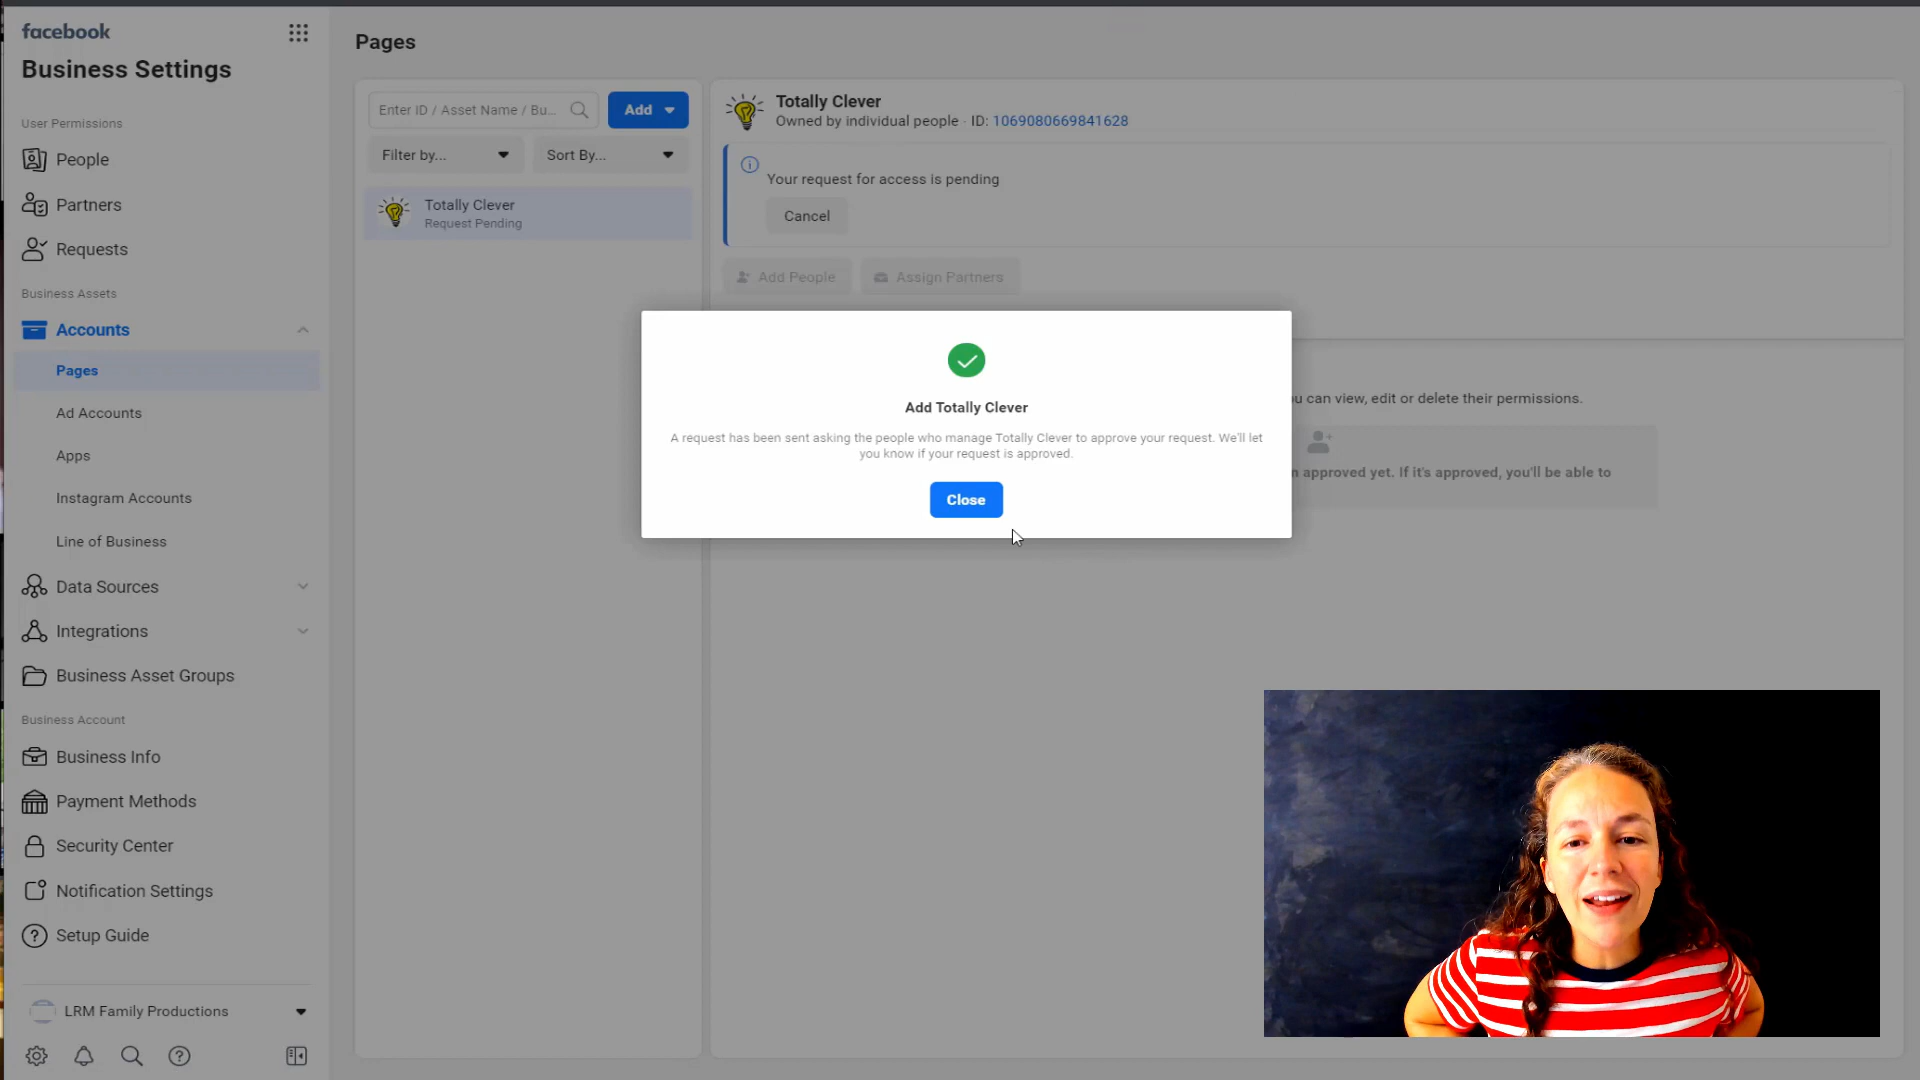 facebook
Business Settings
User Permissions
People
Partners
Requests
Business Assets
Accounts
Pages
Ad Accounts
Apps
Instagram Accounts
Line of Business
Data Sources
Integrations
Business Asset Groups
Business Account
Business Info
Payment Methods
Security Center
Notification Settings
Setup Guide
LRM Family Productions
Pages
Enter ID / Asset Name / Bu...
Add
Filter by...
Sort By...
Totally Clever
Request Pending
Totally Clever
Owned by individual people · ID: 1069080669841628
Your request for access is pending
Cancel
Add People
Assign Partners
can view, edit or delete their permissions.
approved yet. If it's approved, you'll be able to
Add Totally Clever
A request has been sent asking the people who manage Totally Clever to approve your request. We'll let
you know if your request is approved.
Close